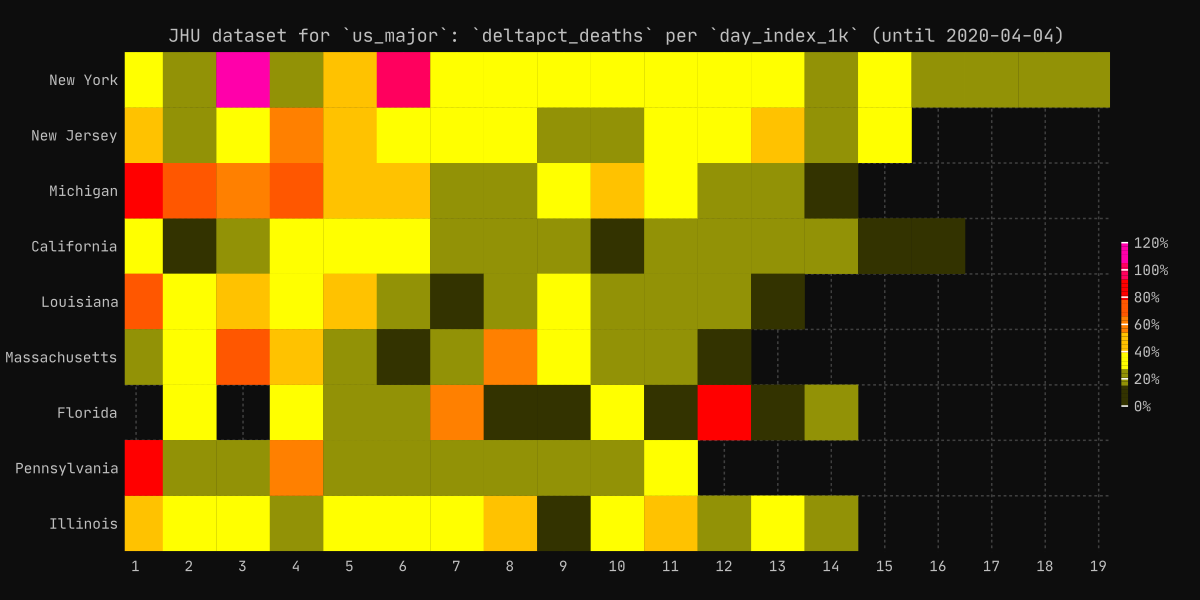 JHU dataset for `us_major`: `deltapct_deaths` per `day_index_1k` (until 2020-04-04)
New York
New Jersey
Michigan
California
Louisiana
Massachusetts
Florida
Pennsylvania
Illinois
1 2 3 4 5 6 7 8 9 10 11 12 13 14 15 16 17 18 19
120%
100%
80%
60%
40%
20%
0%